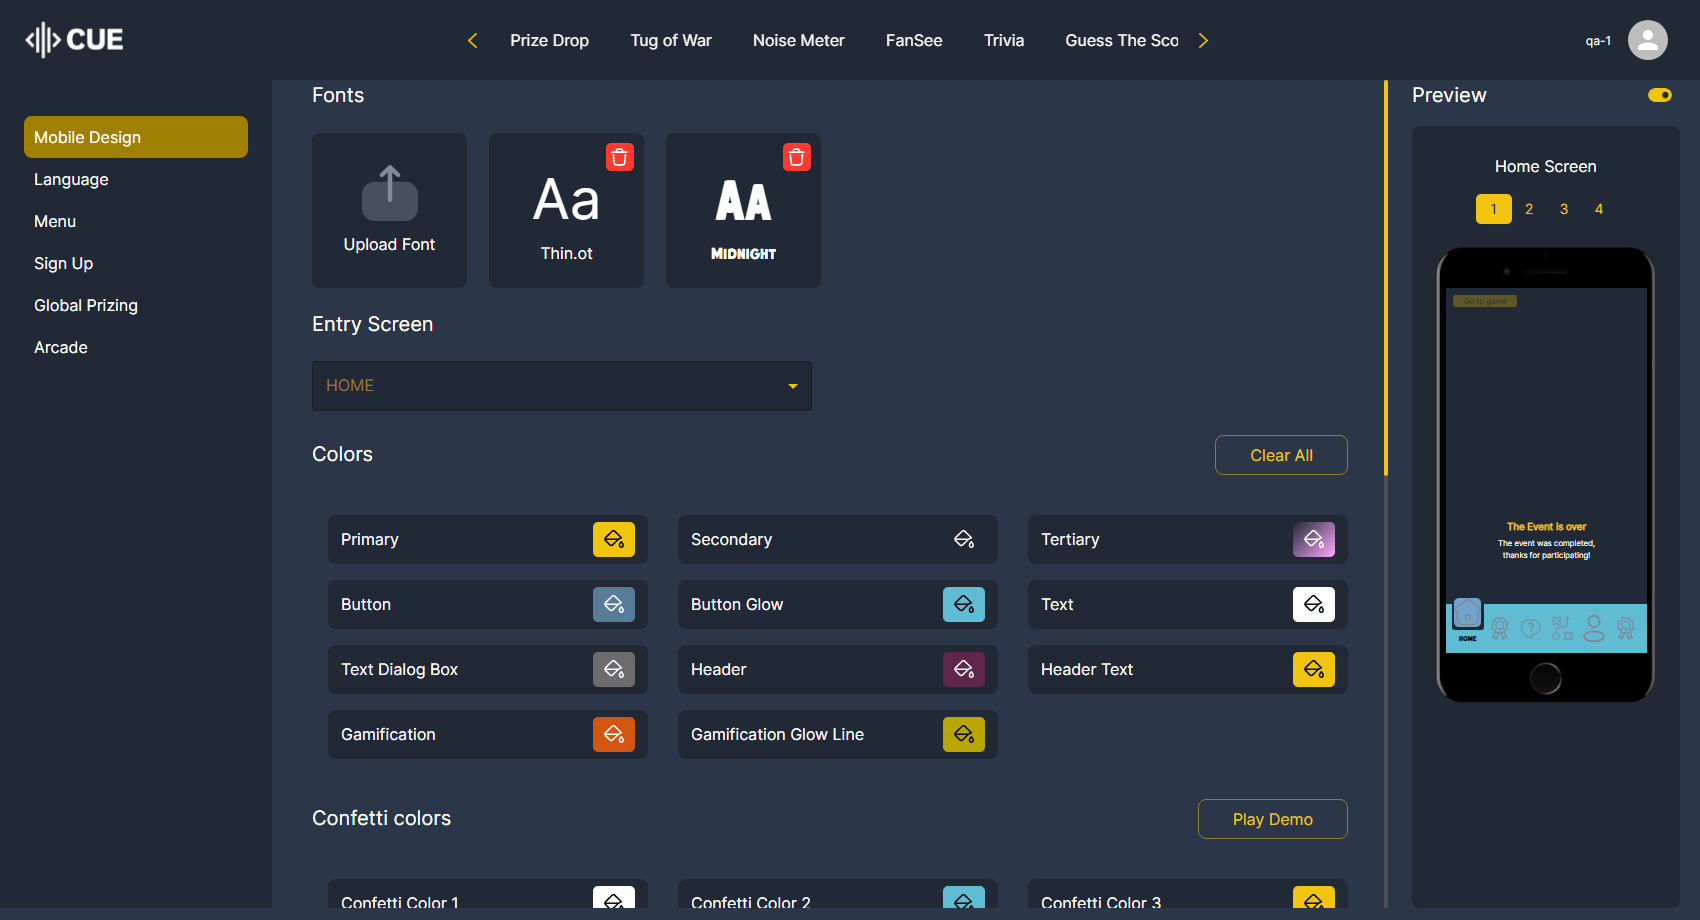 CUE
Prize Drop
Tug of War
Noise Meter
FanSee
Trivia
Guess The Sco
qa-1
Mobile Design
Language
Menu
Sign Up
Global Prizing
Arcade
Fonts
Upload Font
Aa
Thin.ot
AA
MIDNIGHT
Entry Screen
HOME
Colors
Clear All
Primary
Secondary
Tertiary
Button
Button Glow
Text
Text Dialog Box
Header
Header Text
Gamification
Gamification Glow Line
Confetti colors
Play Demo
Confetti Color 1
Confetti Color 2
Confetti Color 3
Preview
Home Screen
1
2
3
4
Go to game
The Event is over
The event was completed,
thanks for participating!
HOME